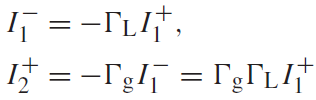 I₁⁻ = −Γ_L I₁⁺,
I₂⁺ = −Γ_g I₁⁻ = Γ_g Γ_L I₁⁺